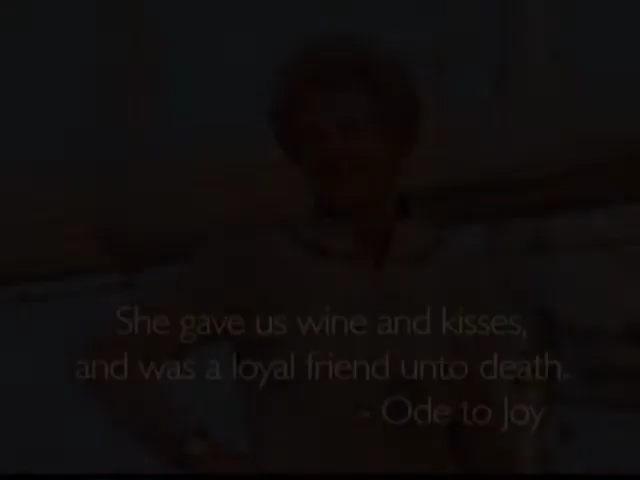 She gave us wine and kisses,
and was a loyal friend unto death.
- Ode to Joy